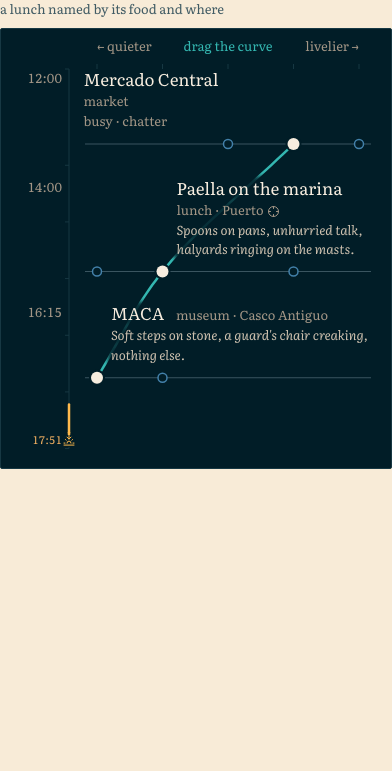 a lunch named by its food and where
← quieter drag the curve livelier →
12:00 Mercado Central
market
busy · chatter
14:00 Paella on the marina
lunch · Puerto
Spoons on pans, unhurried talk,
halyards ringing on the masts.
16:15 MACA museum · Casco Antiguo
Soft steps on stone, a guard's chair creaking,
nothing else.
17:51